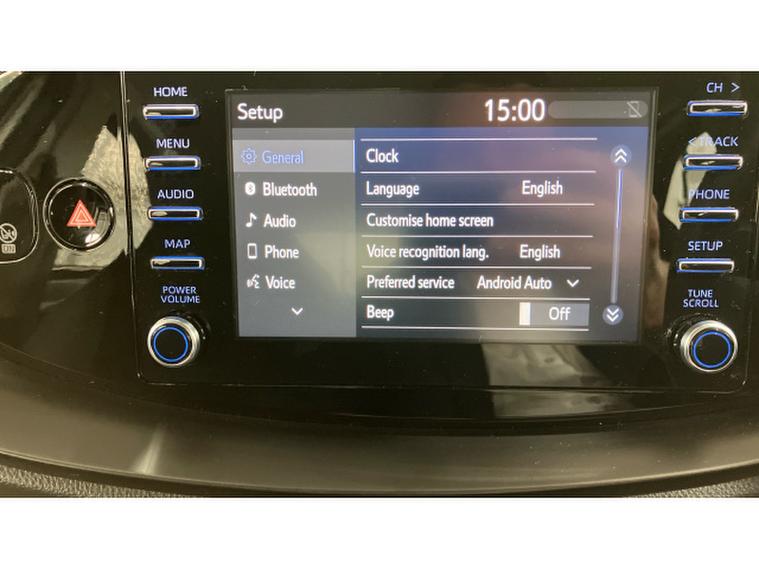 HOME
MENU
AUDIO
MAP
POWER
VOLUME
Setup 15:00
General
Bluetooth
Audio
Phone
Voice
Clock
Language English
Customise home screen
Voice recognition lang. English
Preferred service Android Auto
Beep Off
CH >
< TRACK
PHONE
SETUP
TUNE
SCROLL